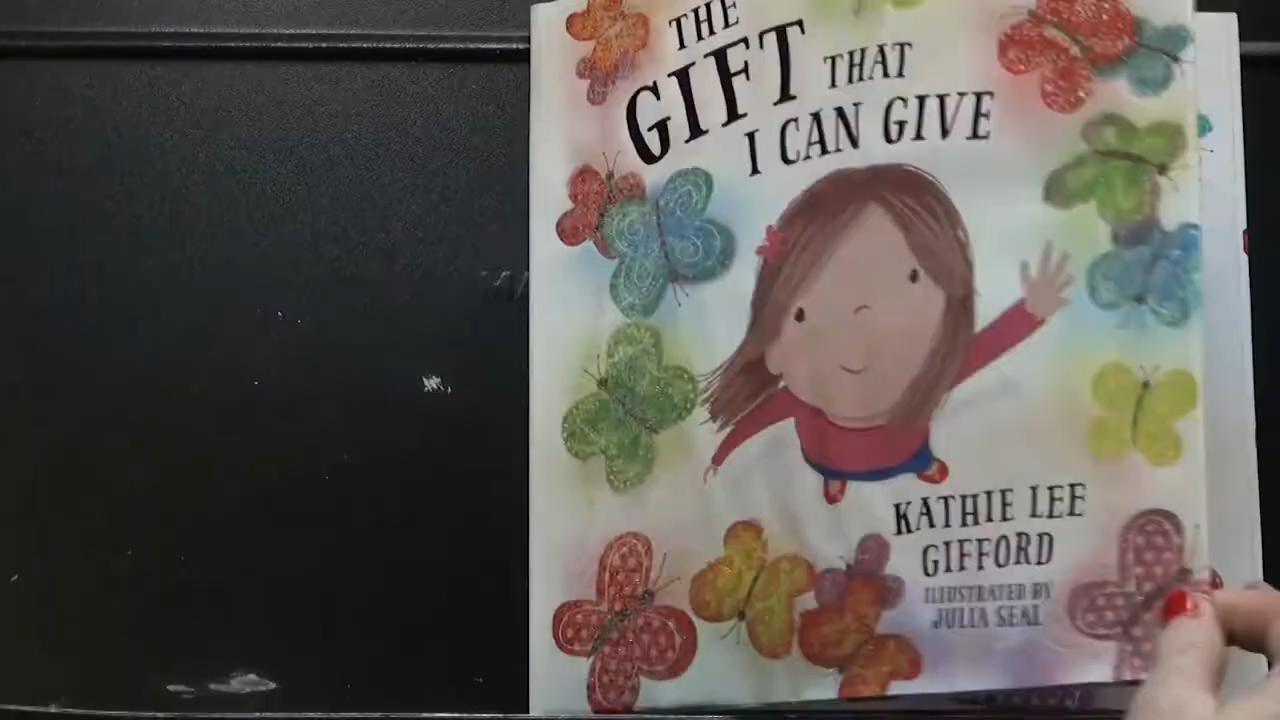 THE
GIFT THAT
I CAN GIVE
KATHIE LEE
GIFFORD
ILLUSTRATED BY
JULIA SEAL